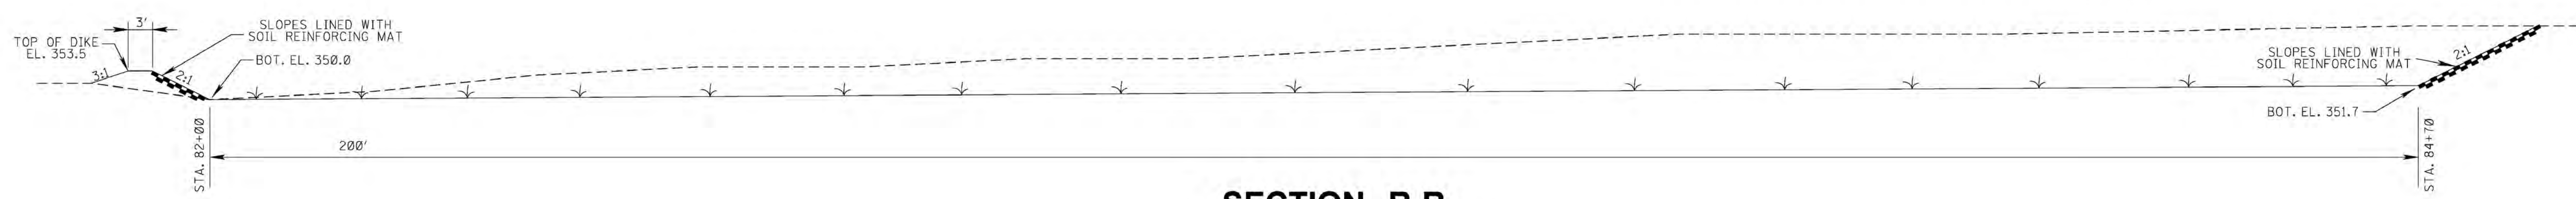 3'
SLOPES LINED WITH
SOIL REINFORCING MAT
TOP OF DIKE
EL. 353.5
BOT. EL. 350.0
3:1
2:1
SLOPES LINED WITH
SOIL REINFORCING MAT
2:1
BOT. EL. 351.7
STA. 82+00
200'
STA. 84+70